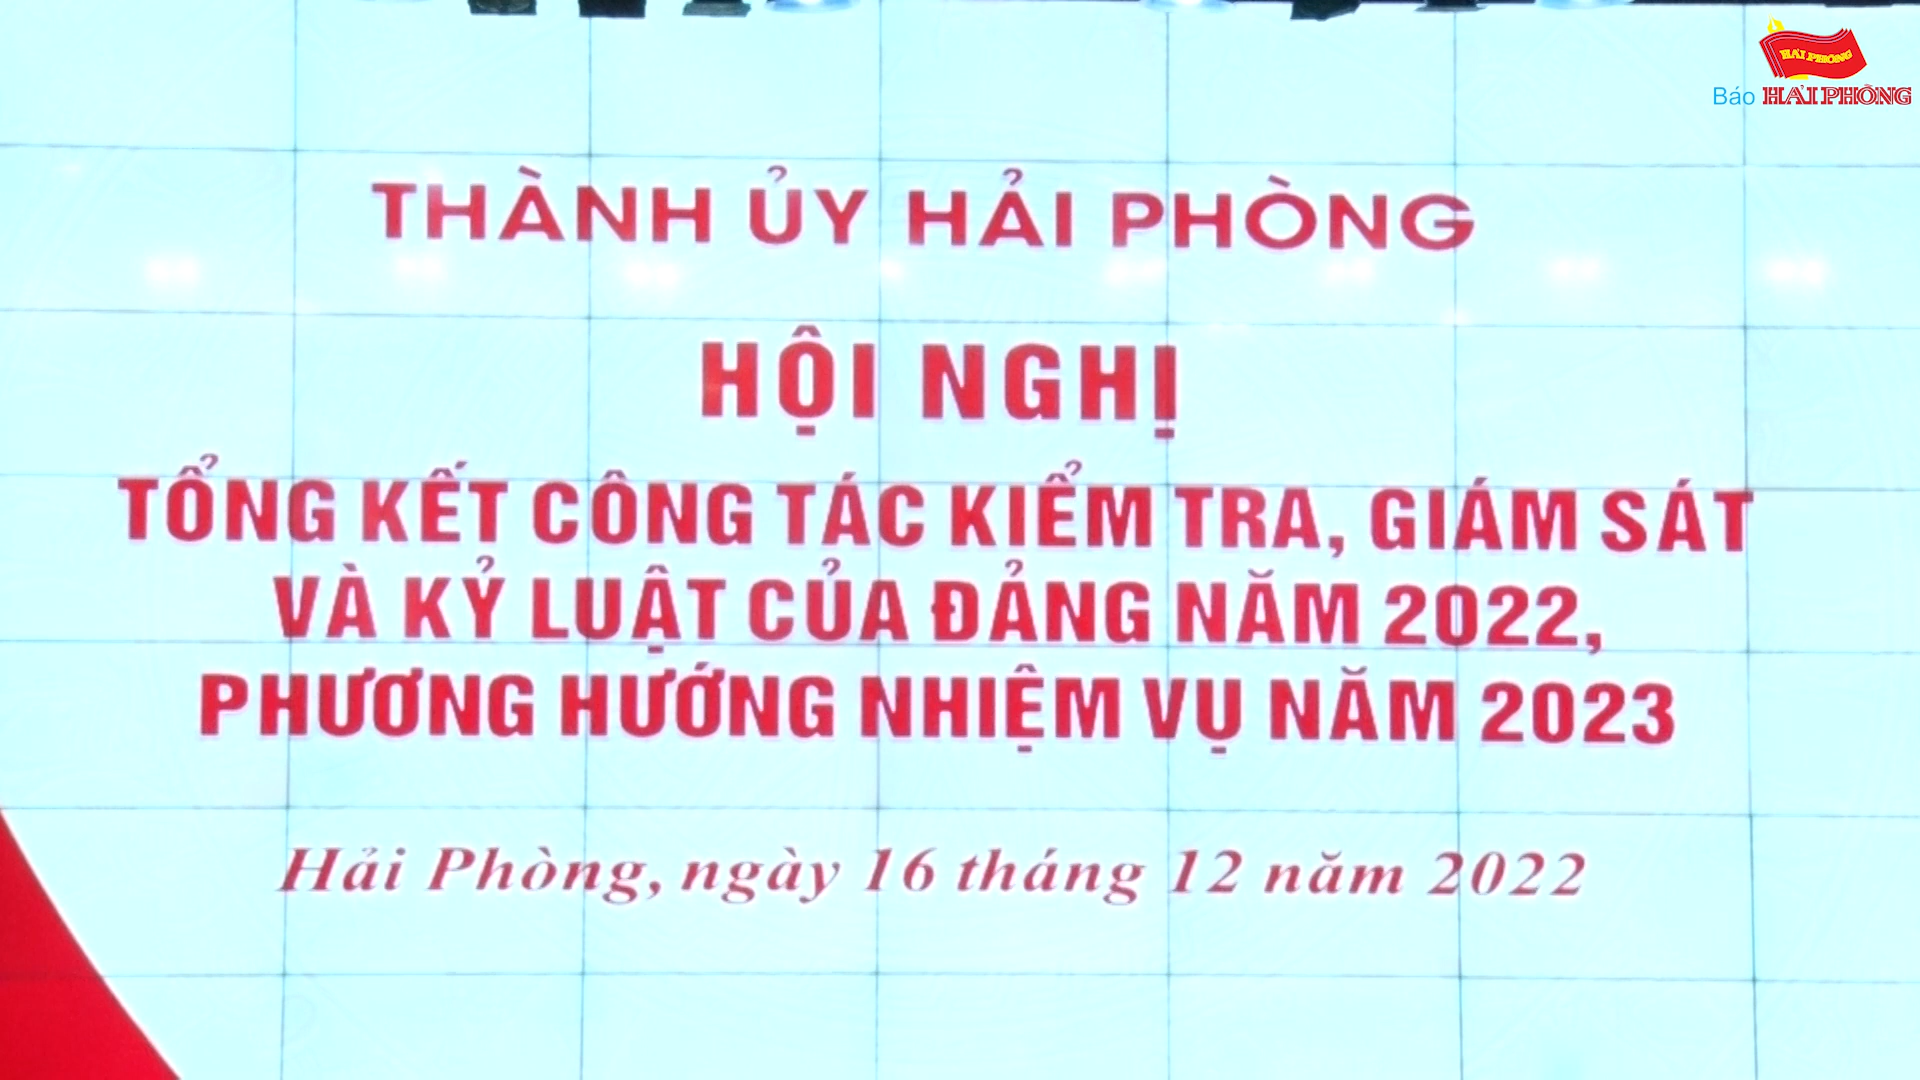 HẢI PHÒNG
Báo HẢI PHÒNG
THÀNH ỦY HẢI PHÒNG
HỘI NGHỊ
TỔNG KẾT CÔNG TÁC KIỂM TRA, GIÁM SÁT
VÀ KỶ LUẬT CỦA ĐẢNG NĂM 2022,
PHƯƠNG HƯỚNG NHIỆM VỤ NĂM 2023
Hải Phòng, ngày 16 tháng 12 năm 2022